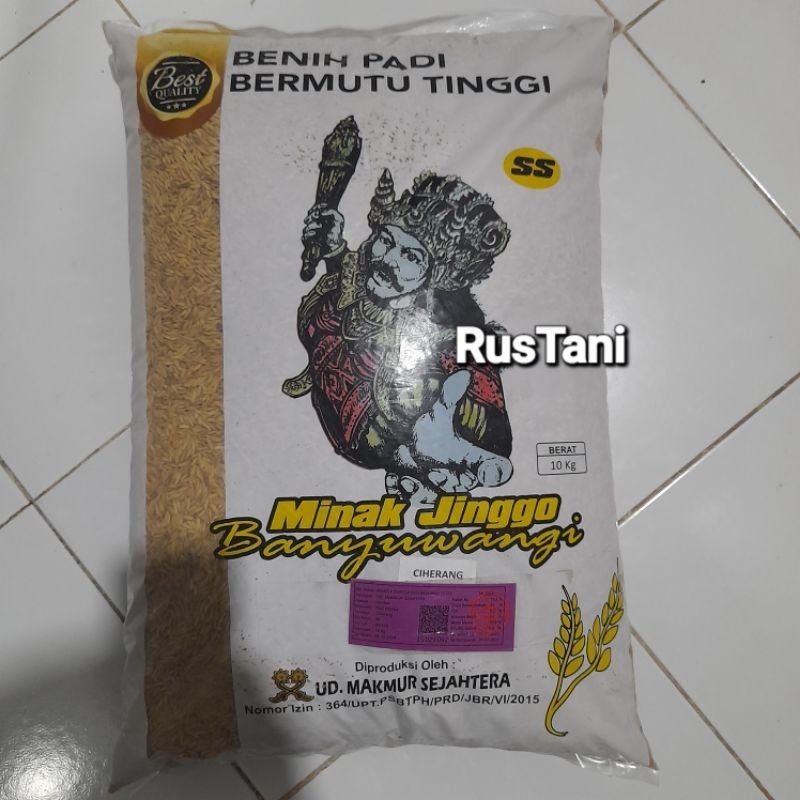 Best
QUALITY
BENIH PADI
BERMUTU TINGGI
SS
RusTani
BERAT
10 Kg
Minak Jinggo
Banyuwangi
CIHERANG
Diproduksi Oleh :
UD. MAKMUR SEJAHTERA
Nomor Izin : 364/UPT.PSBTPH/PRD/JBR/VI/2015